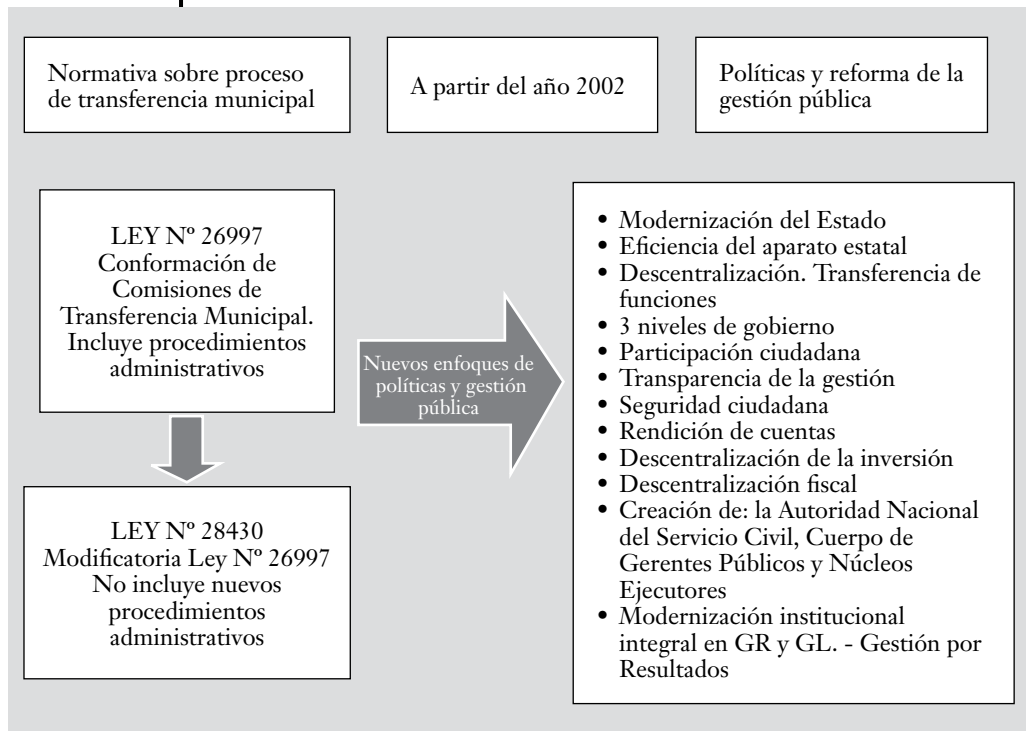 Normativa sobre proceso
de transferencia municipal
A partir del año 2002
Políticas y reforma de la
gestión pública
LEY Nº 26997
Conformación de
Comisiones de
Transferencia Municipal.
Incluye procedimientos
administrativos
LEY Nº 28430
Modificatoria Ley Nº 26997
No incluye nuevos
procedimientos
administrativos
Nuevos enfoques de
políticas y gestión
pública
• Modernización del Estado
• Eficiencia del aparato estatal
• Descentralización. Transferencia de
funciones
• 3 niveles de gobierno
• Participación ciudadana
• Transparencia de la gestión
• Seguridad ciudadana
• Rendición de cuentas
• Descentralización de la inversión
• Descentralización fiscal
• Creación de: la Autoridad Nacional
del Servicio Civil, Cuerpo de
Gerentes Públicos y Núcleos
Ejecutores
• Modernización institucional
integral en GR y GL. - Gestión por
Resultados